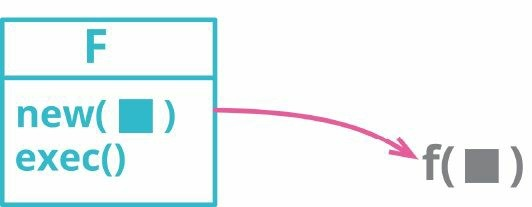 F
new( ■ )
exec()
f( ■ )